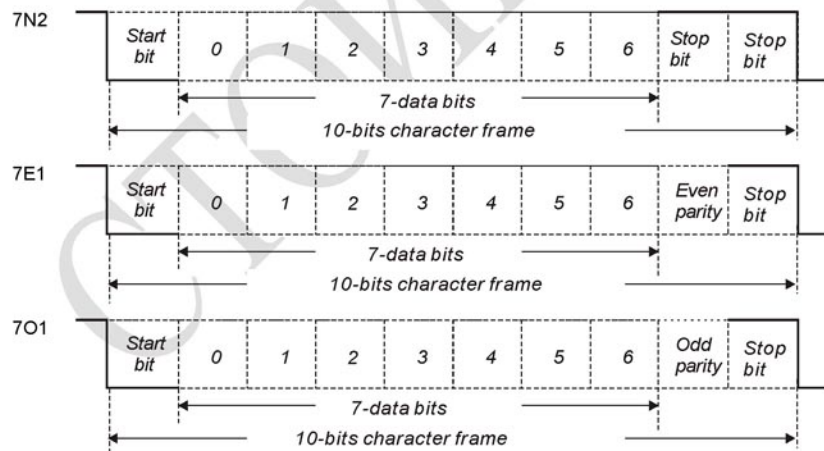 7N2
Start bit 0 1 2 3 4 5 6 Stop bit Stop bit
7-data bits
10-bits character frame
7E1
Start bit 0 1 2 3 4 5 6 Even parity Stop bit
7-data bits
10-bits character frame
7O1
Start bit 0 1 2 3 4 5 6 Odd parity Stop bit
7-data bits
10-bits character frame